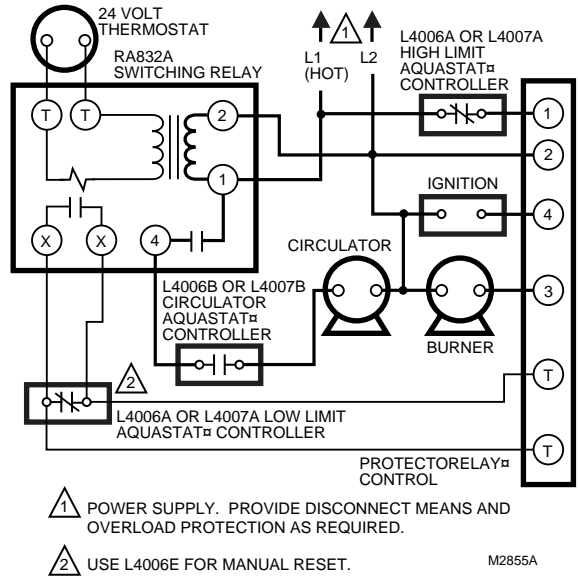 24 VOLT
THERMOSTAT
RA832A
SWITCHING RELAY
1
L1
(HOT)
L2
L4006A OR L4007A
HIGH LIMIT
AQUASTAT¤
CONTROLLER
T
T
2
1
1
2
IGNITION
4
X
X
4
CIRCULATOR
L4006B OR L4007B
CIRCULATOR
AQUASTAT¤
CONTROLLER
3
BURNER
2
T
L4006A OR L4007A LOW LIMIT
AQUASTAT¤ CONTROLLER
T
PROTECTORELAY¤
CONTROL
1 POWER SUPPLY. PROVIDE DISCONNECT MEANS AND
OVERLOAD PROTECTION AS REQUIRED.
2 USE L4006E FOR MANUAL RESET.
M2855A